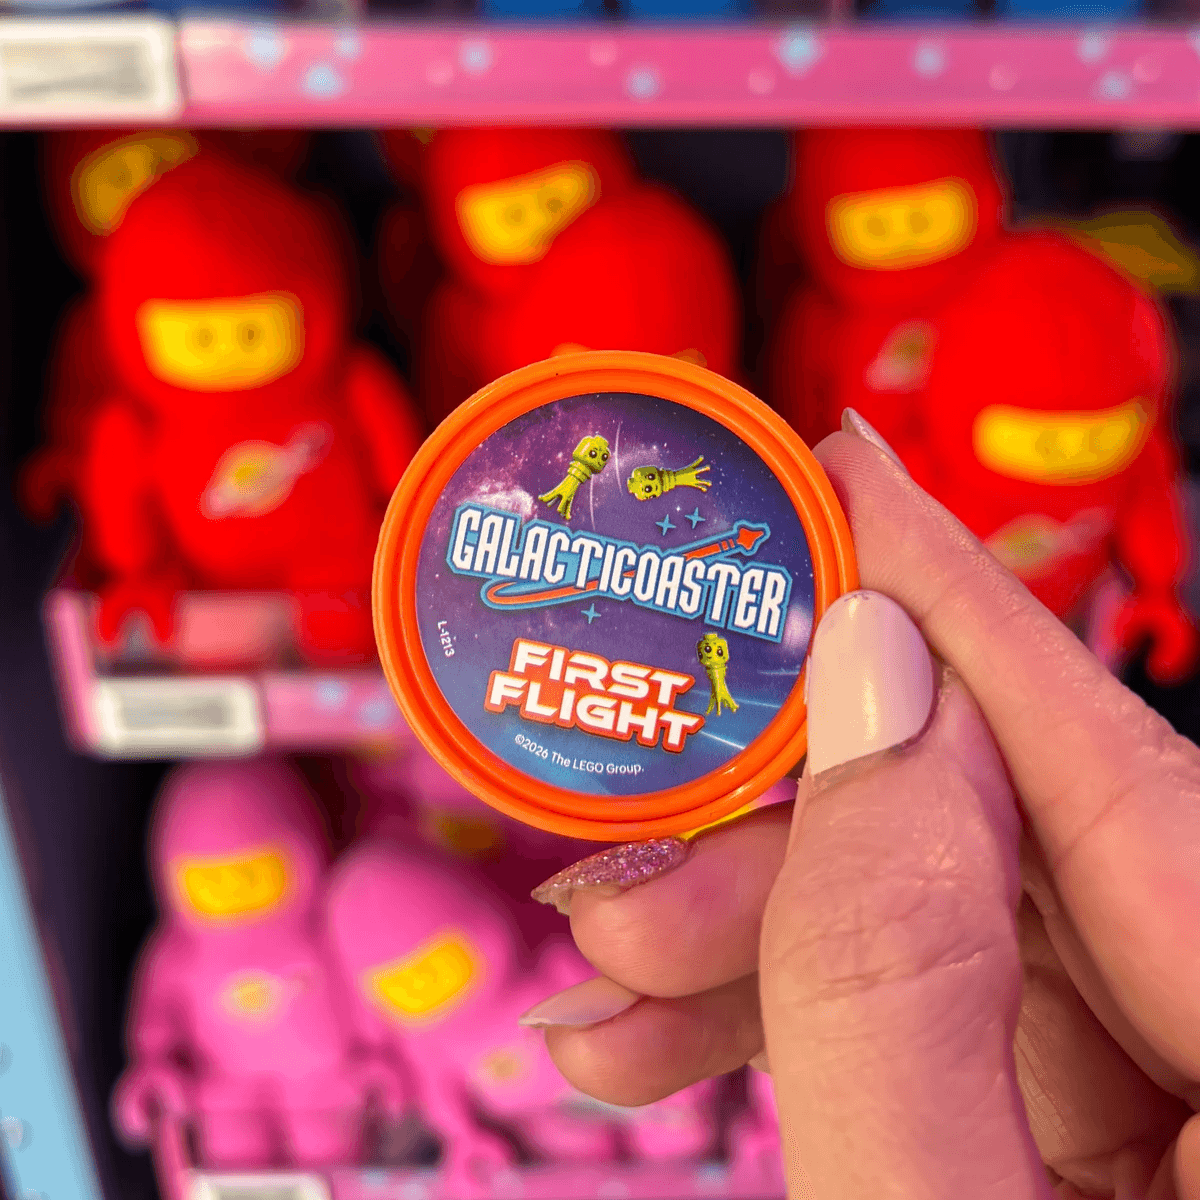 GALACTICOASTER
L-1213
FIRST
FLIGHT
©2026 The LEGO Group.